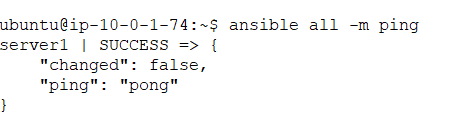 ubuntu@ip-10-0-1-74:~$ ansible all -m ping
server1 | SUCCESS => {
    "changed": false,
    "ping": "pong"
}